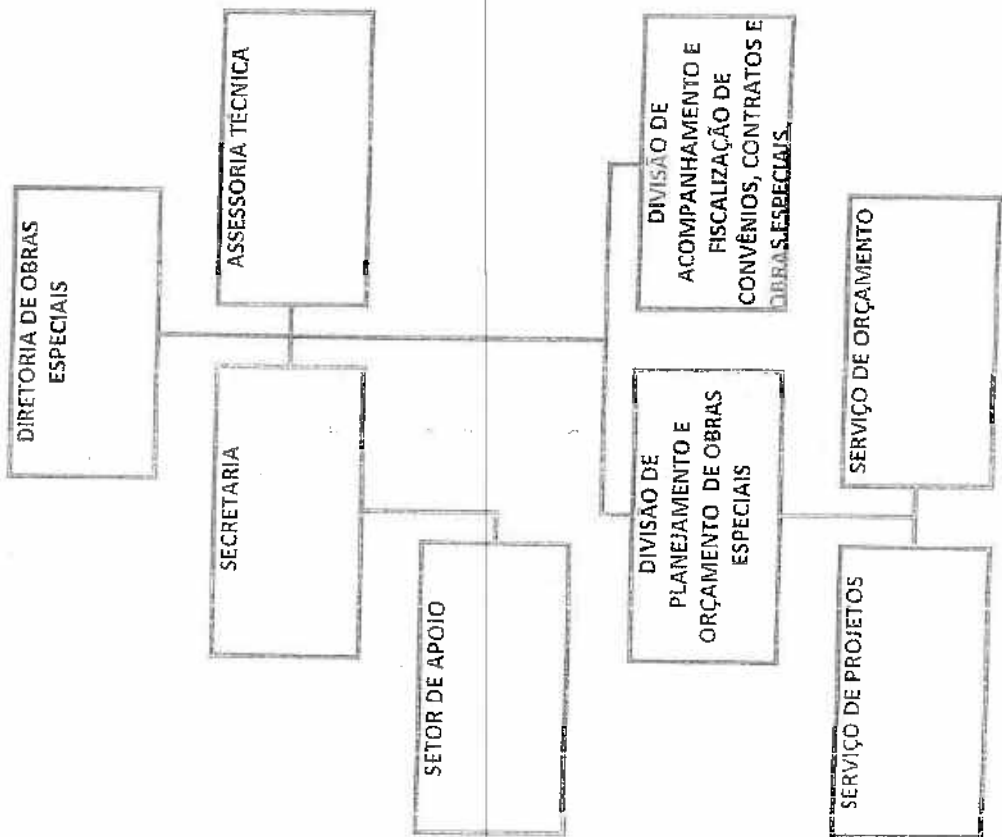 DIRETORIA DE OBRAS
ESPECIAIS
SECRETARIA
ASSESSORIA TÉCNICA
SETOR DE APOIO
DIVISÃO DE
PLANEJAMENTO E
ORÇAMENTO DE OBRAS
ESPECIAIS
DIVISÃO DE
ACOMPANHAMENTO E
FISCALIZAÇÃO DE
CONVÊNIOS, CONTRATOS E
OBRAS ESPECIAIS
SERVIÇO DE PROJETOS
SERVIÇO DE ORÇAMENTO